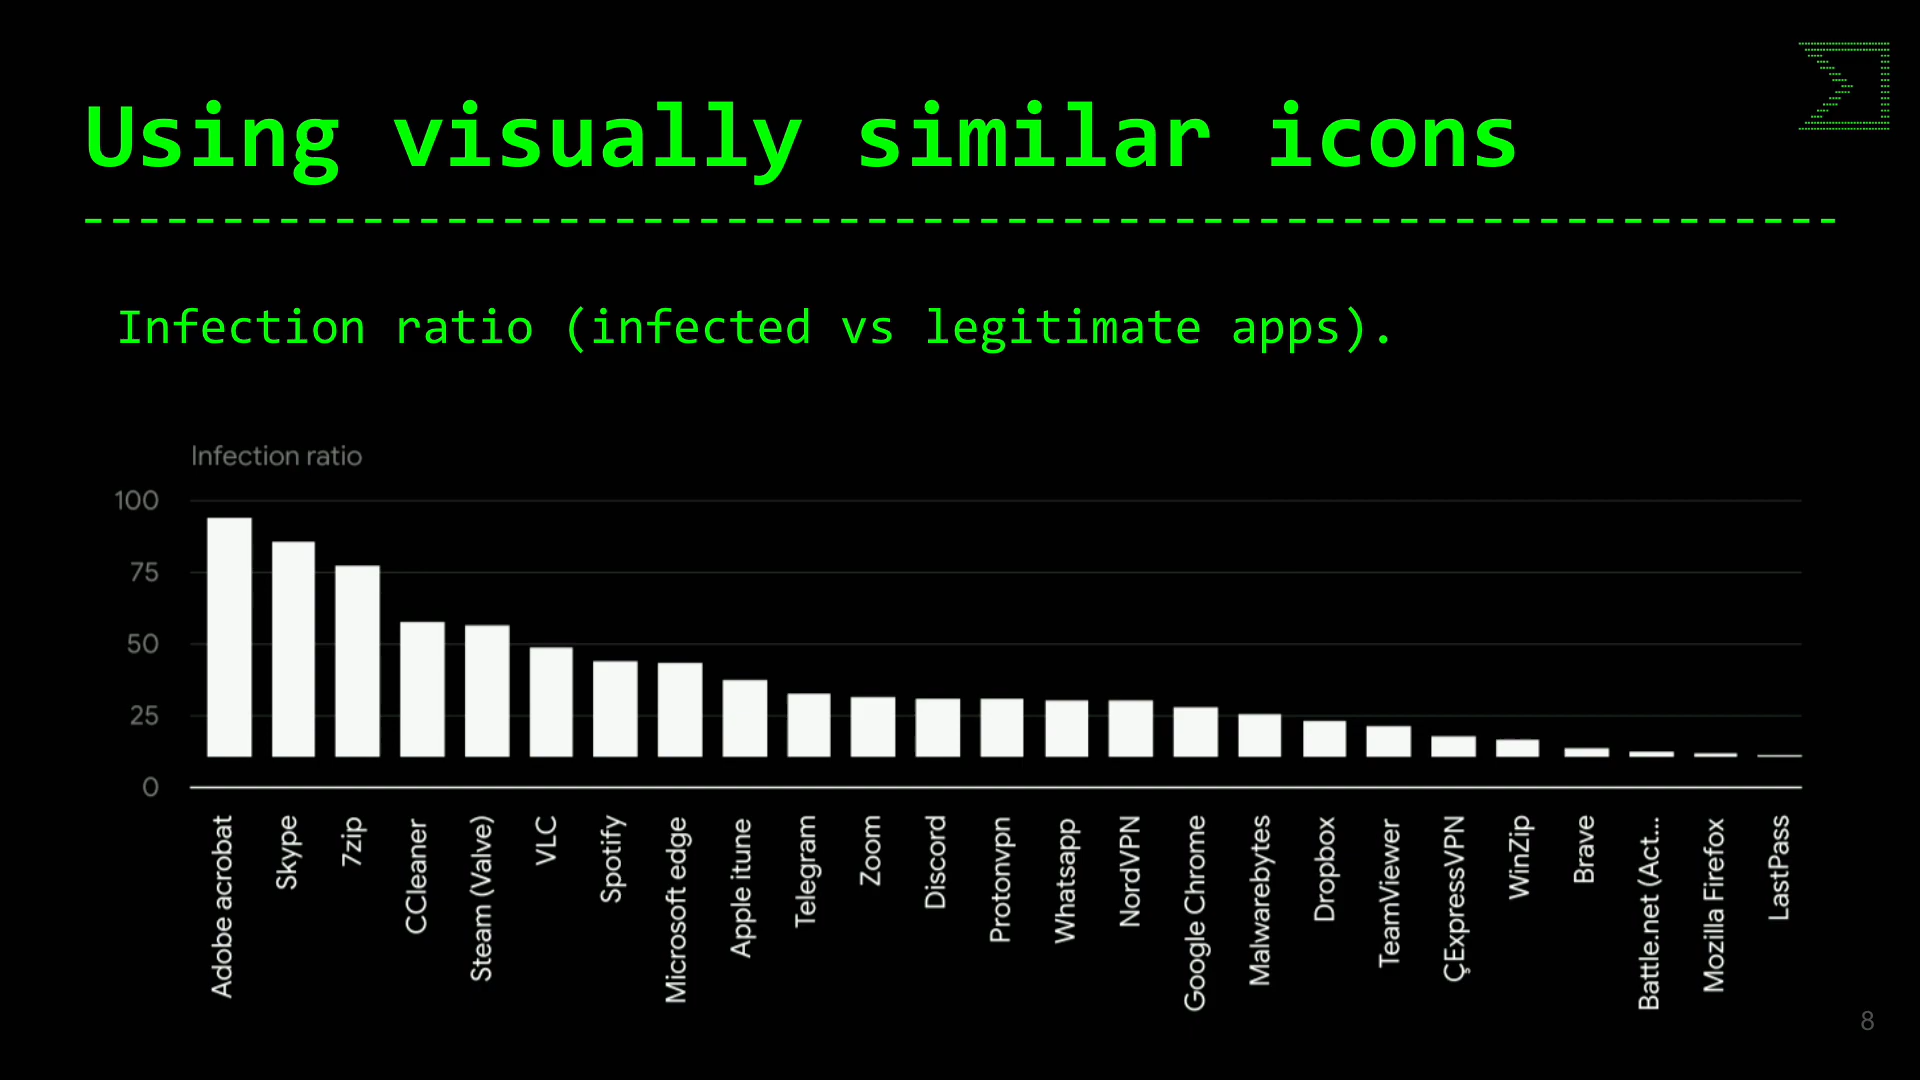 Using visually similar icons
Infection ratio (infected vs legitimate apps).
Infection ratio
100
75
50
25
0
Adobe acrobat
Skype
7zip
CCleaner
Steam (Valve)
VLC
Spotify
Microsoft edge
Apple itune
Telegram
Zoom
Discord
Protonvpn
Whatsapp
NordVPN
Google Chrome
Malwarebytes
Dropbox
TeamViewer
ÇExpressVPN
WinZip
Brave
Battle.net (Act...
Mozilla Firefox
LastPass
8